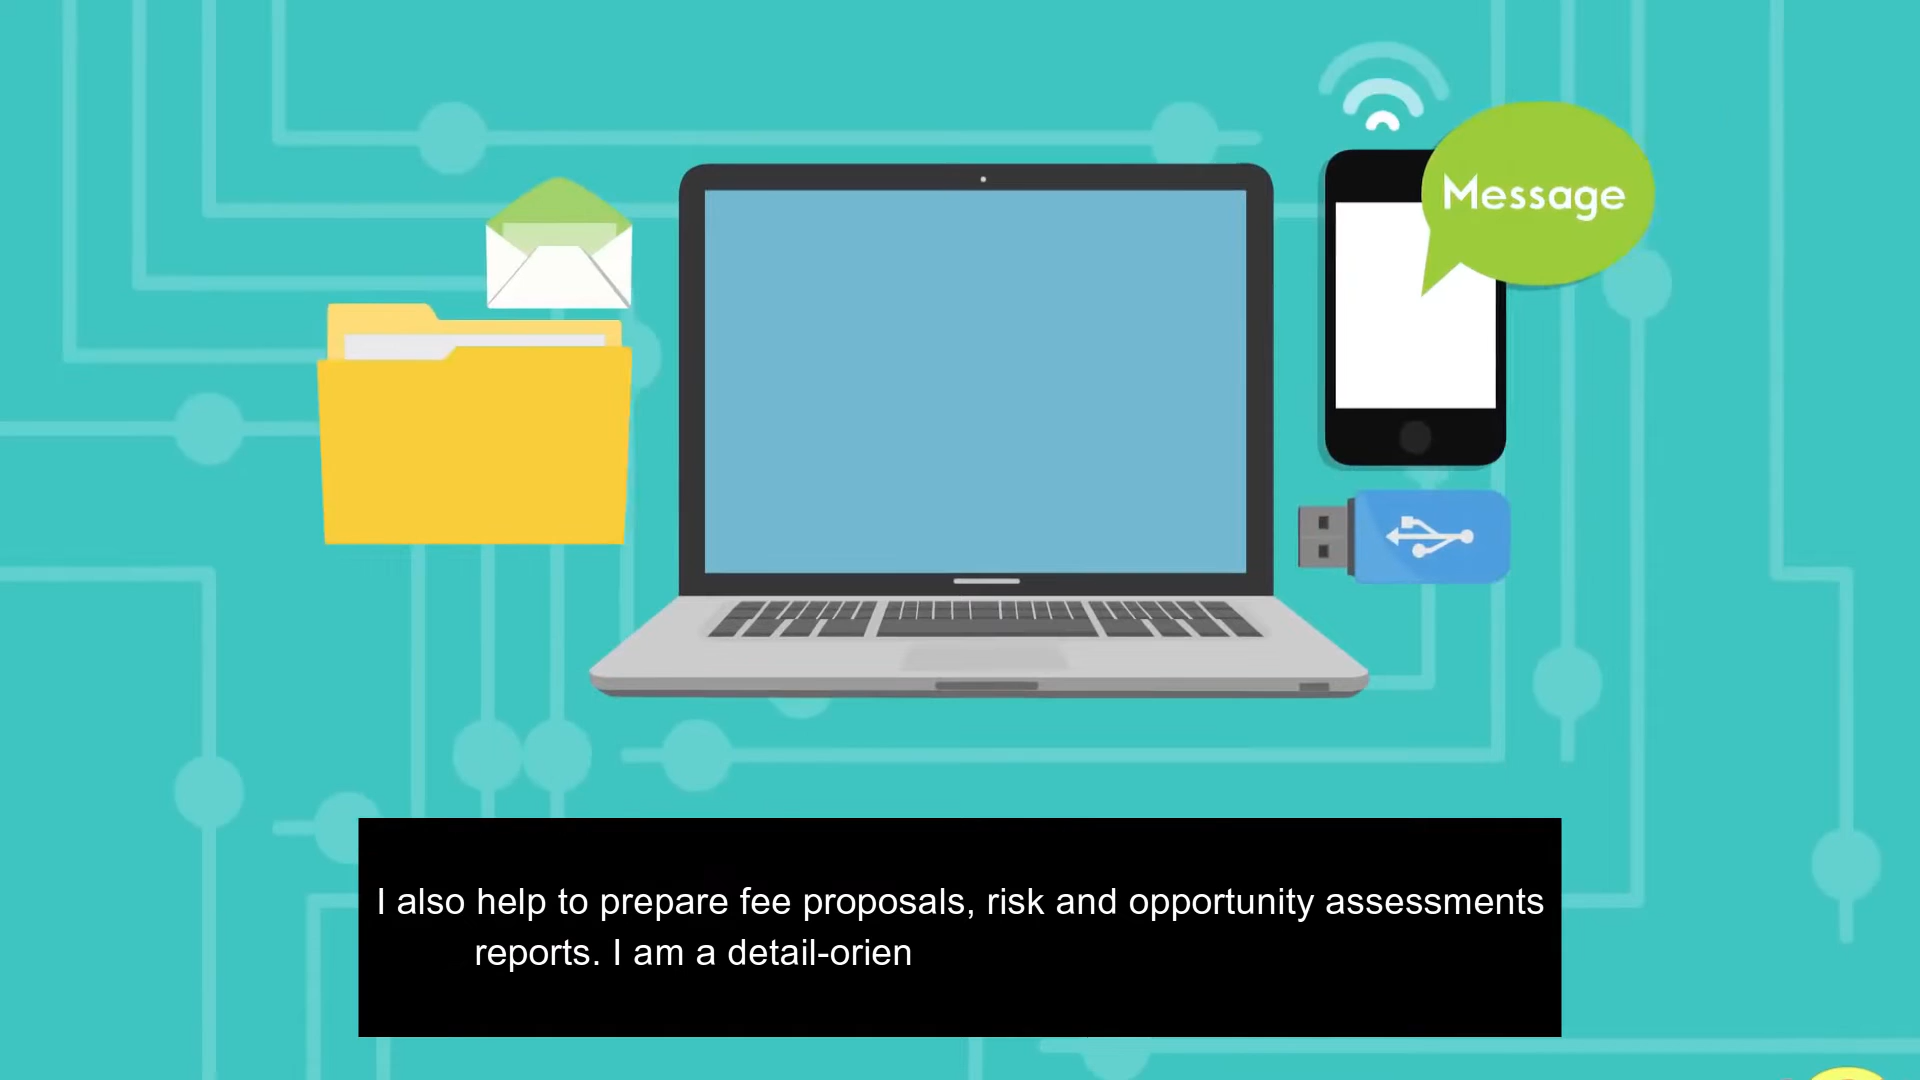 Message
I also help to prepare fee proposals, risk and opportunity assessments
reports. I am a detail-orien